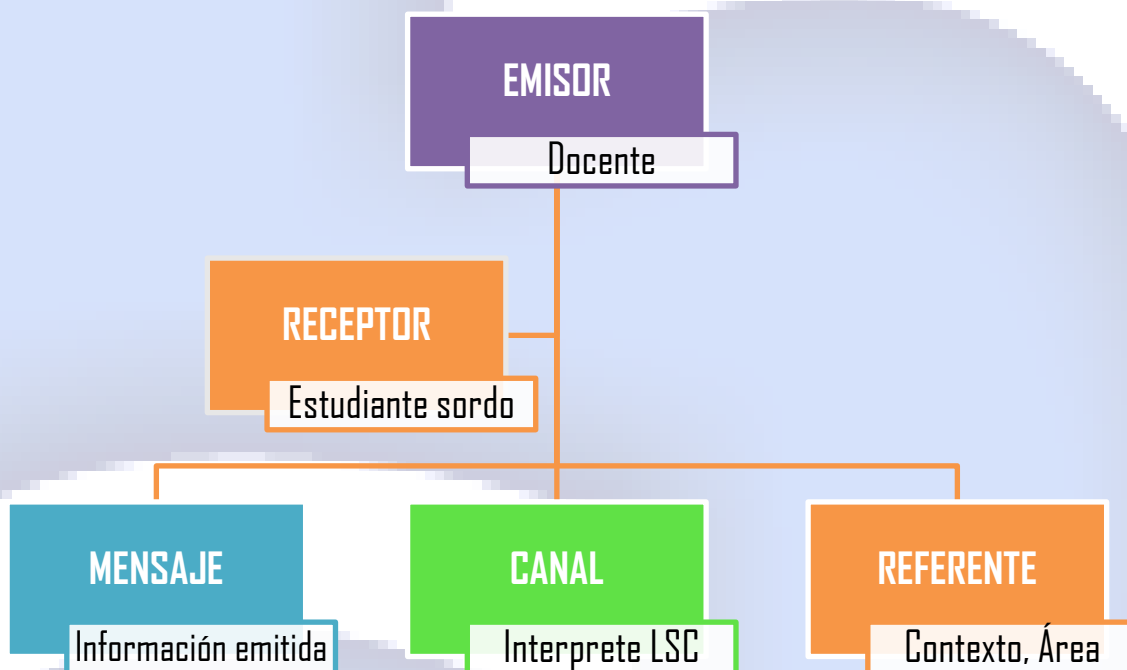 EMISOR
Docente
RECEPTOR
Estudiante sordo
MENSAJE
Información emitida
CANAL
Interprete LSC
REFERENTE
Contexto, Área